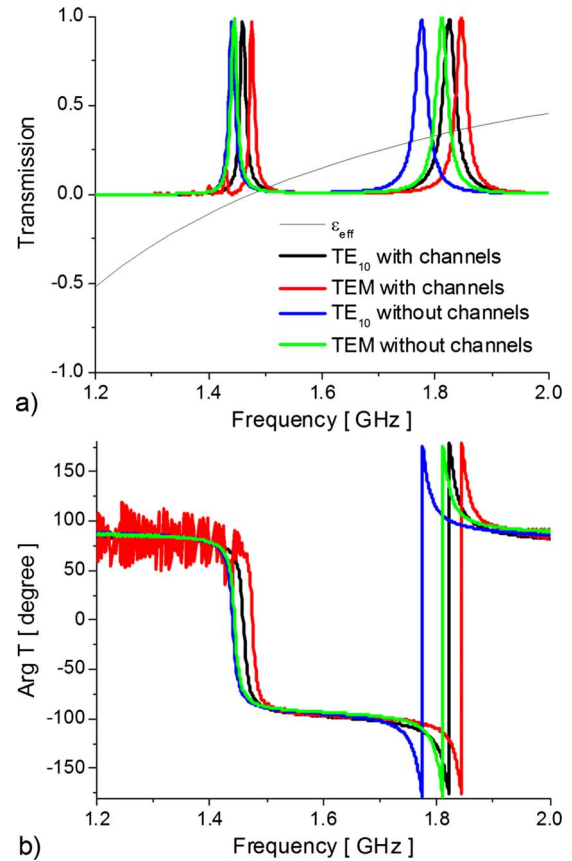 1.0
0.5
0.0
-0.5
-1.0
Transmission
ε_eff
TE₁₀ with channels
TEM with channels
TE₁₀ without channels
TEM without channels
1.2 1.4 1.6 1.8 2.0
a) Frequency [ GHz ]
150
100
50
0
-50
-100
-150
Arg T [ degree ]
1.2 1.4 1.6 1.8 2.0
b) Frequency [ GHz ]